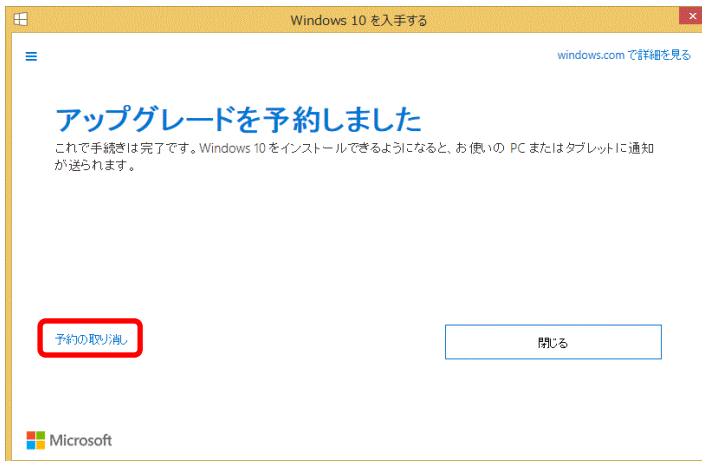 Windows 10 を入手する
windows.com で詳細を見る
アップグレードを予約しました
これで手続きは完了です。Windows 10 をインストールできるようになると、お使いの PC またはタブレットに通知
が送られます。
予約の取り消し
閉じる
Microsoft